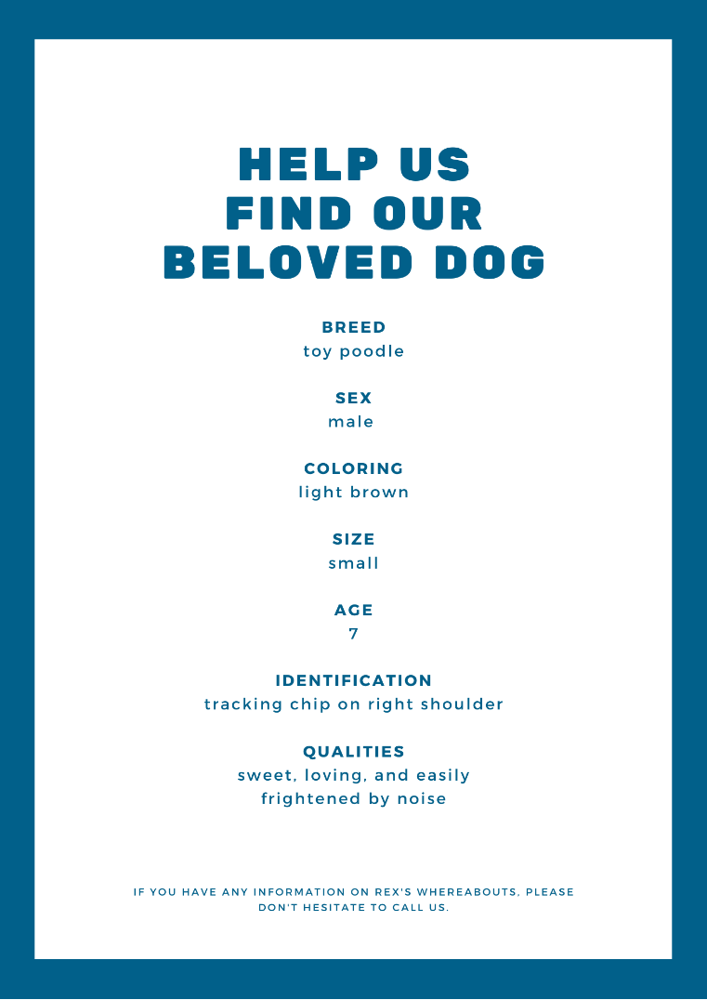 HELP US
FIND OUR
BELOVED DOG
BREED
toy poodle
SEX
male
COLORING
light brown
SIZE
small
AGE
7
IDENTIFICATION
tracking chip on right shoulder
QUALITIES
sweet, loving, and easily
frightened by noise
IF YOU HAVE ANY INFORMATION ON REX'S WHEREABOUTS, PLEASE
DON'T HESITATE TO CALL US.